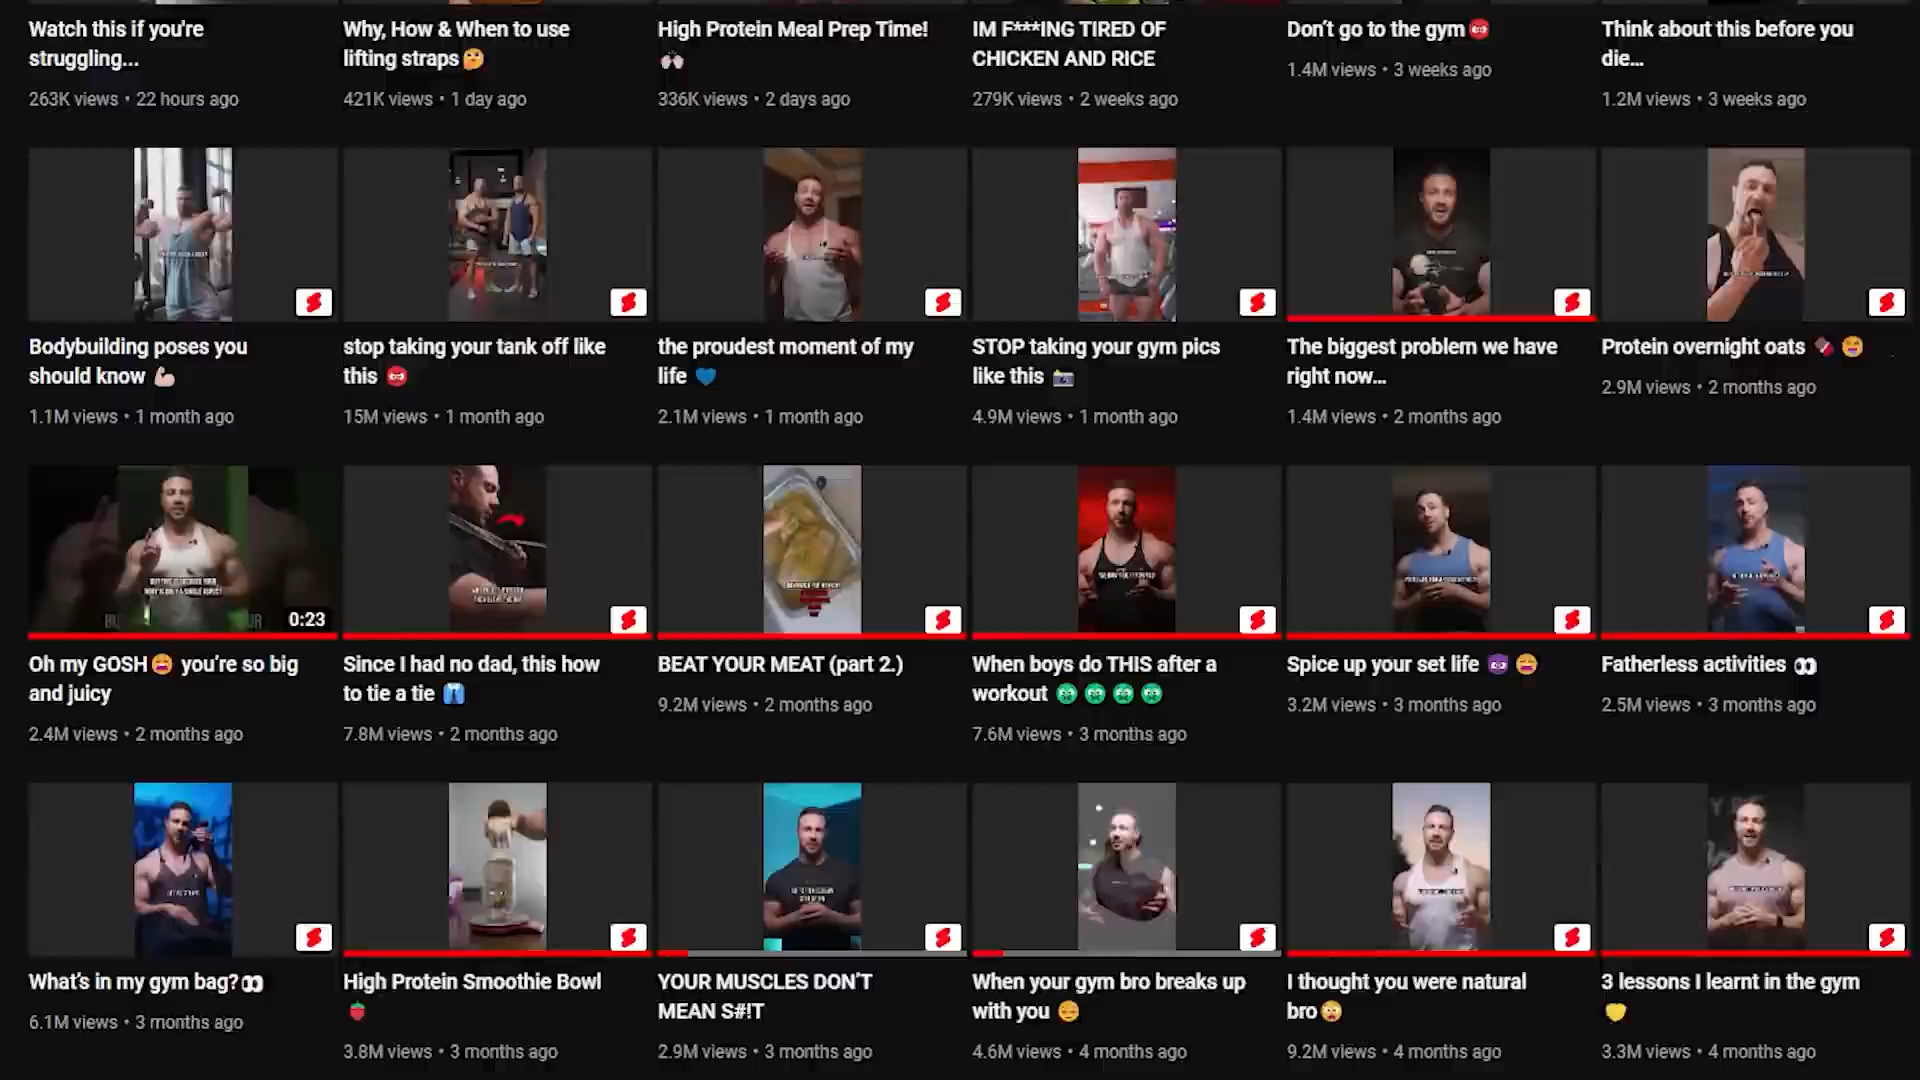 Watch this if you're
struggling...
263K views • 22 hours ago
Why, How & When to use
lifting straps🤔
421K views • 1 day ago
High Protein Meal Prep Time!
🙌🏻
336K views • 2 days ago
IM F***ING TIRED OF
CHICKEN AND RICE
279K views • 2 weeks ago
Don't go to the gym
1.4M views • 3 weeks ago
Think about this before you
die...
1.2M views • 3 weeks ago
Bodybuilding poses you
should know 💪🏻
1.1M views • 1 month ago
stop taking your tank off like
this
15M views • 1 month ago
the proudest moment of my
life 💙
2.1M views • 1 month ago
STOP taking your gym pics
like this 📸
4.9M views • 1 month ago
The biggest problem we have
right now...
1.4M views • 2 months ago
Protein overnight oats 🍫
2.9M views • 2 months ago
0:23
Oh my GOSH you're so big
and juicy
2.4M views • 2 months ago
Since I had no dad, this how
to tie a tie 👔
7.8M views • 2 months ago
BEAT YOUR MEAT (part 2.)
9.2M views • 2 months ago
When boys do THIS after a
workout 🤢🤢🤢🤢
7.6M views • 3 months ago
Spice up your set life 😈
3.2M views • 3 months ago
Fatherless activities 👀
2.5M views • 3 months ago
What's in my gym bag?👀
6.1M views • 3 months ago
High Protein Smoothie Bowl
🍓
3.8M views • 3 months ago
YOUR MUSCLES DON'T
MEAN S#!T
2.9M views • 3 months ago
When your gym bro breaks up
with you
4.6M views • 4 months ago
I thought you were natural
bro
9.2M views • 4 months ago
3 lessons I learnt in the gym
💛
3.3M views • 4 months ago